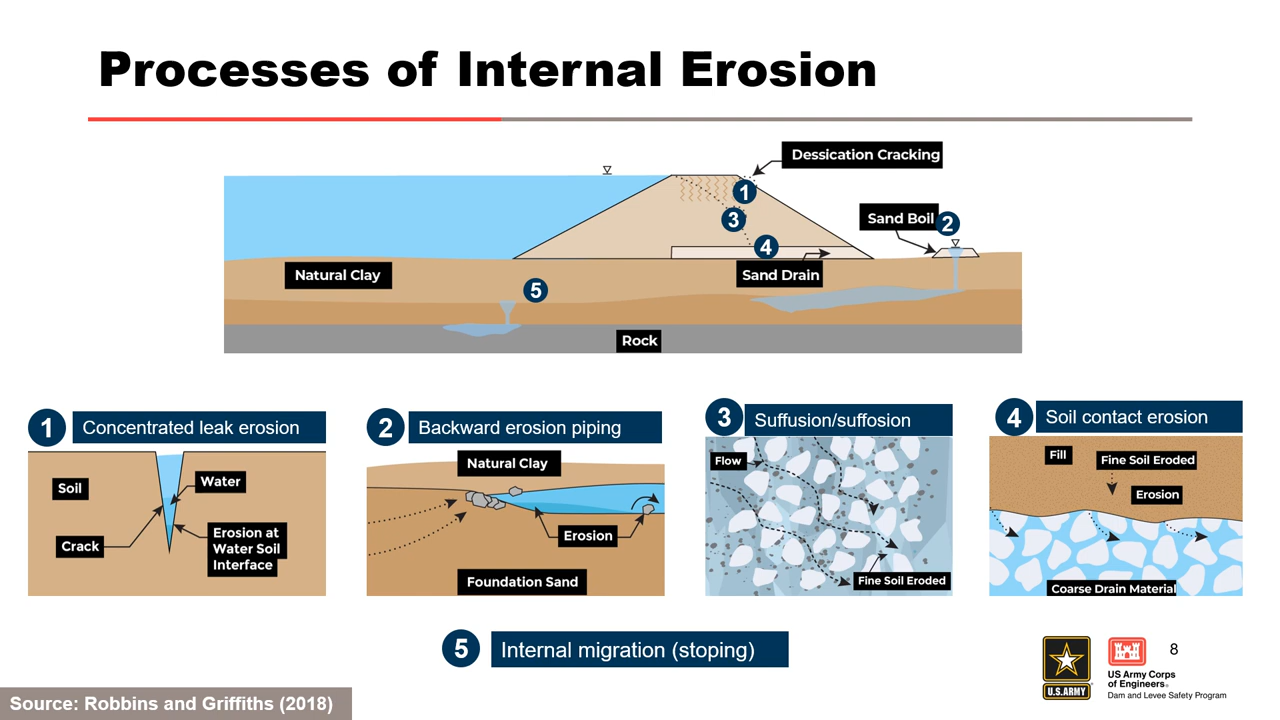 Processes of Internal Erosion
Dessication Cracking
1
3
Sand Boil
2
4
Natural Clay
Sand Drain
5
Rock
1
Concentrated leak erosion
Soil
Water
Crack
Erosion at
Water Soil
Interface
2
Backward erosion piping
Natural Clay
Erosion
Foundation Sand
3
Suffusion/suffosion
Flow
Fine Soil Eroded
4
Soil contact erosion
Fill
Fine Soil Eroded
Erosion
Coarse Drain Material
5
Internal migration (stoping)
U.S.ARMY
US Army Corps
of Engineers®
Dam and Levee Safety Program
8
Source: Robbins and Griffiths (2018)